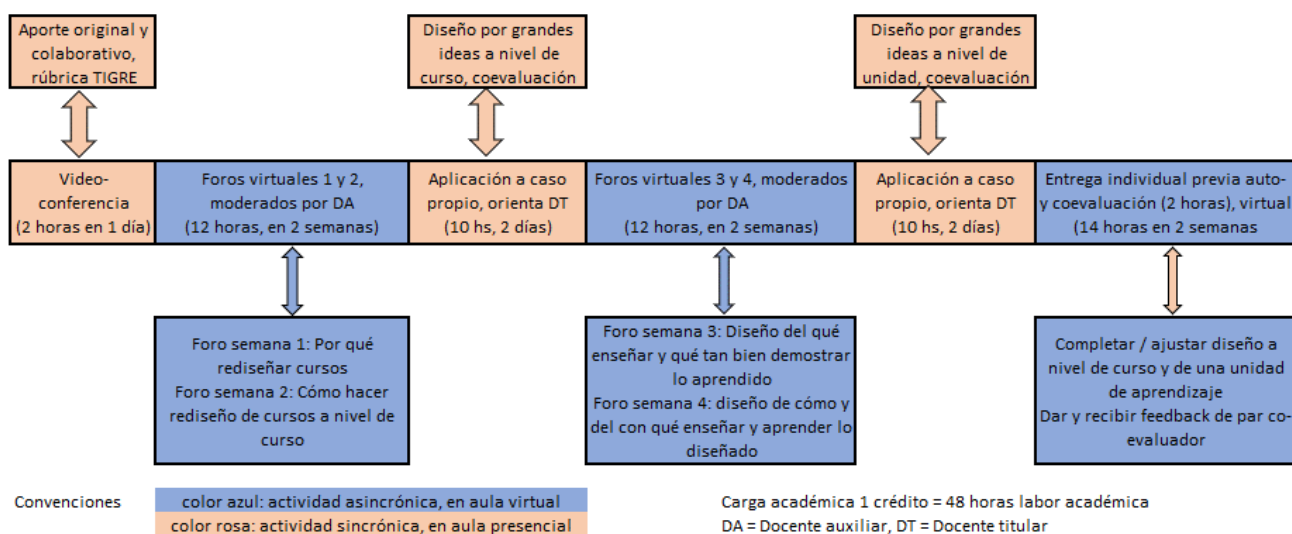 Aporte original y
colaborativo,
rúbrica TIGRE
Diseño por grandes
ideas a nivel de
curso, coevaluación
Diseño por grandes
ideas a nivel de
unidad, coevaluación
Video-
conferencia
(2 horas en 1 día)
Foros virtuales 1 y 2,
moderados por DA
(12 horas, en 2 semanas)
Aplicación a caso
propio, orienta DT
(10 hs, 2 días)
Foros virtuales 3 y 4, moderados
por DA
(12 horas, en 2 semanas)
Aplicación a caso
propio, orienta DT
(10 hs, 2 días)
Entrega individual previa auto-
y coevaluación (2 horas), virtual
(14 horas en 2 semanas
Foro semana 1: Por qué
rediseñar cursos
Foro semana 2: Cómo hacer
rediseño de cursos a nivel de
curso
Foro semana 3: Diseño del qué
enseñar y qué tan bien demostrar
lo aprendido
Foro semana 4: diseño de cómo y
del con qué enseñar y aprender lo
diseñado
Completar / ajustar diseño a
nivel de curso y de una unidad
de aprendizaje
Dar y recibir feedback de par co-
evaluador
Convenciones
color azul: actividad asincrónica, en aula virtual
color rosa: actividad sincrónica, en aula presencial
Carga académica 1 crédito = 48 horas labor académica
DA = Docente auxiliar, DT = Docente titular